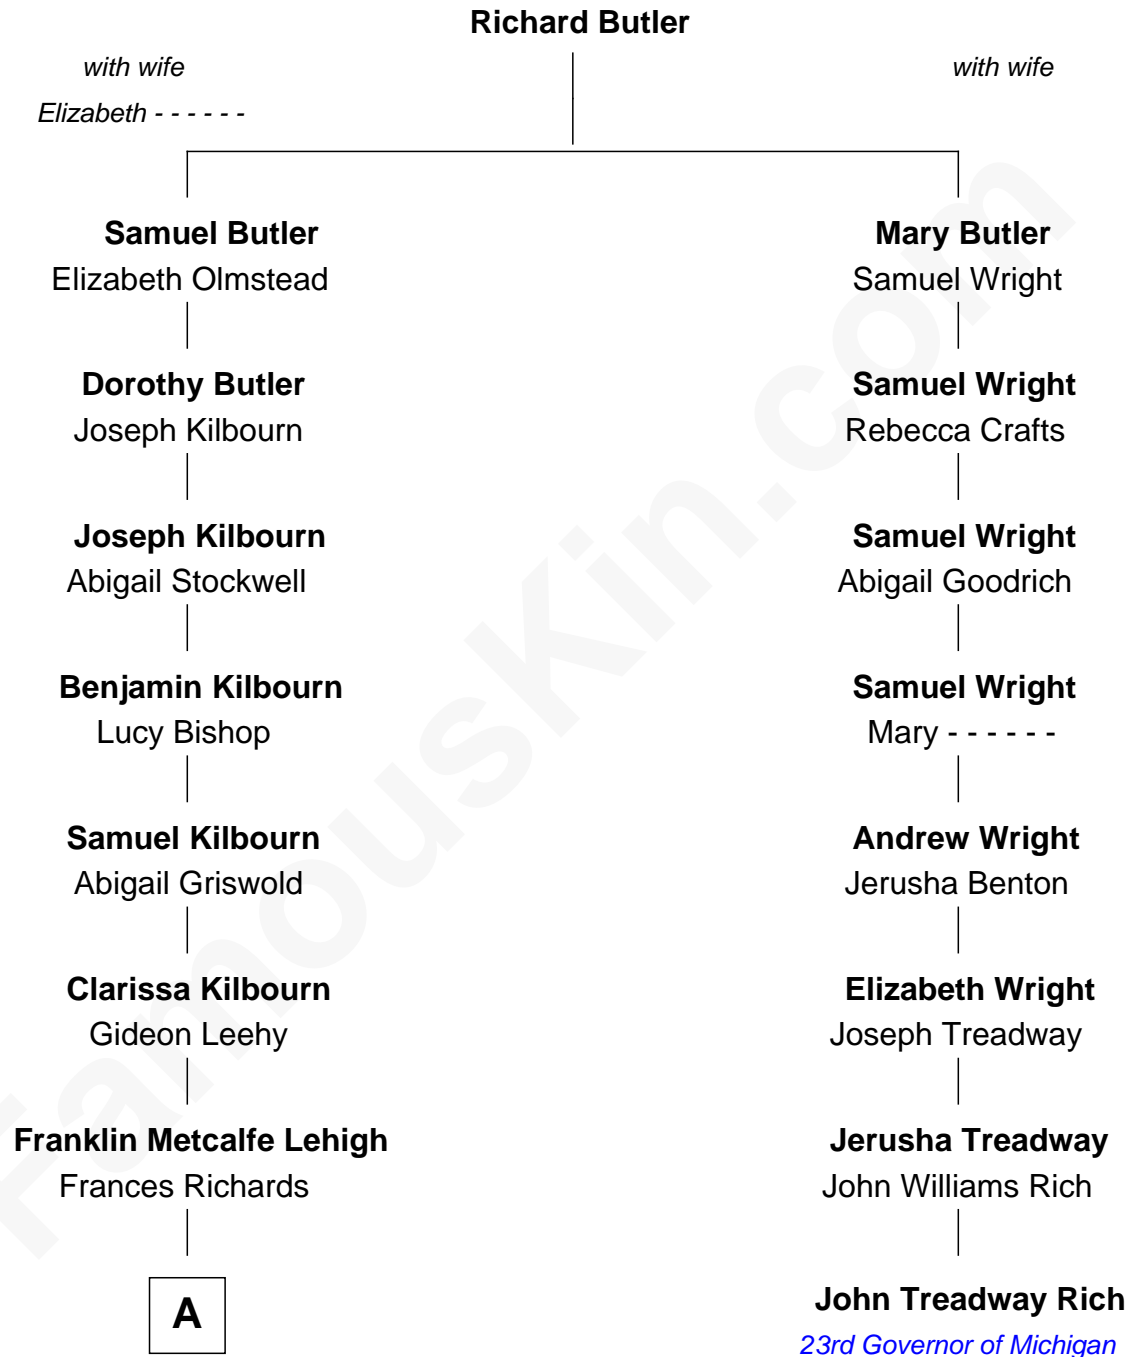 Richard Butler
with wife
with wife
Elizabeth - - - - - -
Samuel Butler
Mary Butler
Elizabeth Olmstead
Samuel Wright
Dorothy Butler
Samuel Wright
Joseph Kilbourn
Rebecca Crafts
Joseph Kilbourn
Samuel Wright
Abigail Stockwell
Abigail Goodrich
Benjamin Kilbourn
Samuel Wright
Lucy Bishop
Mary - - - - - -
Samuel Kilbourn
Andrew Wright
Abigail Griswold
Jerusha Benton
Clarissa Kilbourn
Elizabeth Wright
Gideon Leehy
Joseph Treadway
Franklin Metcalfe Lehigh
Jerusha Treadway
Frances Richards
John Williams Rich
A
John Treadway Rich
23rd Governor of Michigan
FamousKin.com